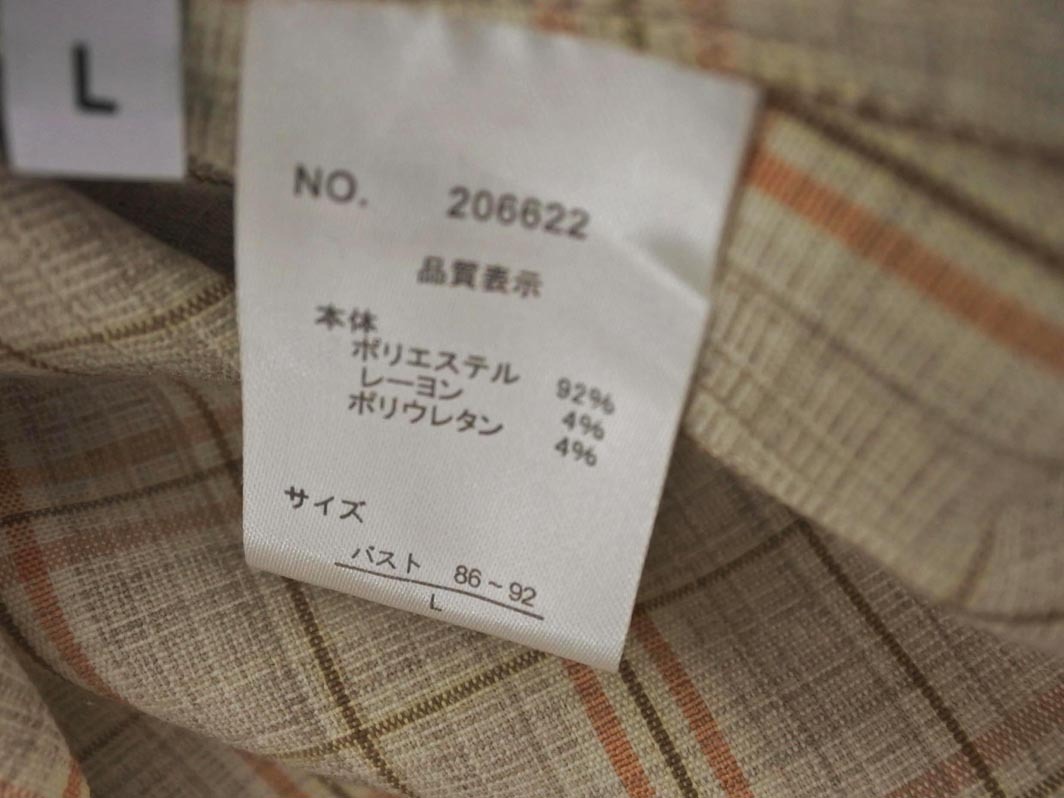 L
NO. 206622
品質表示
本体
ポリエステル 92%
レーヨン 4%
ポリウレタン 4%
サイズ
バスト 86~92
L